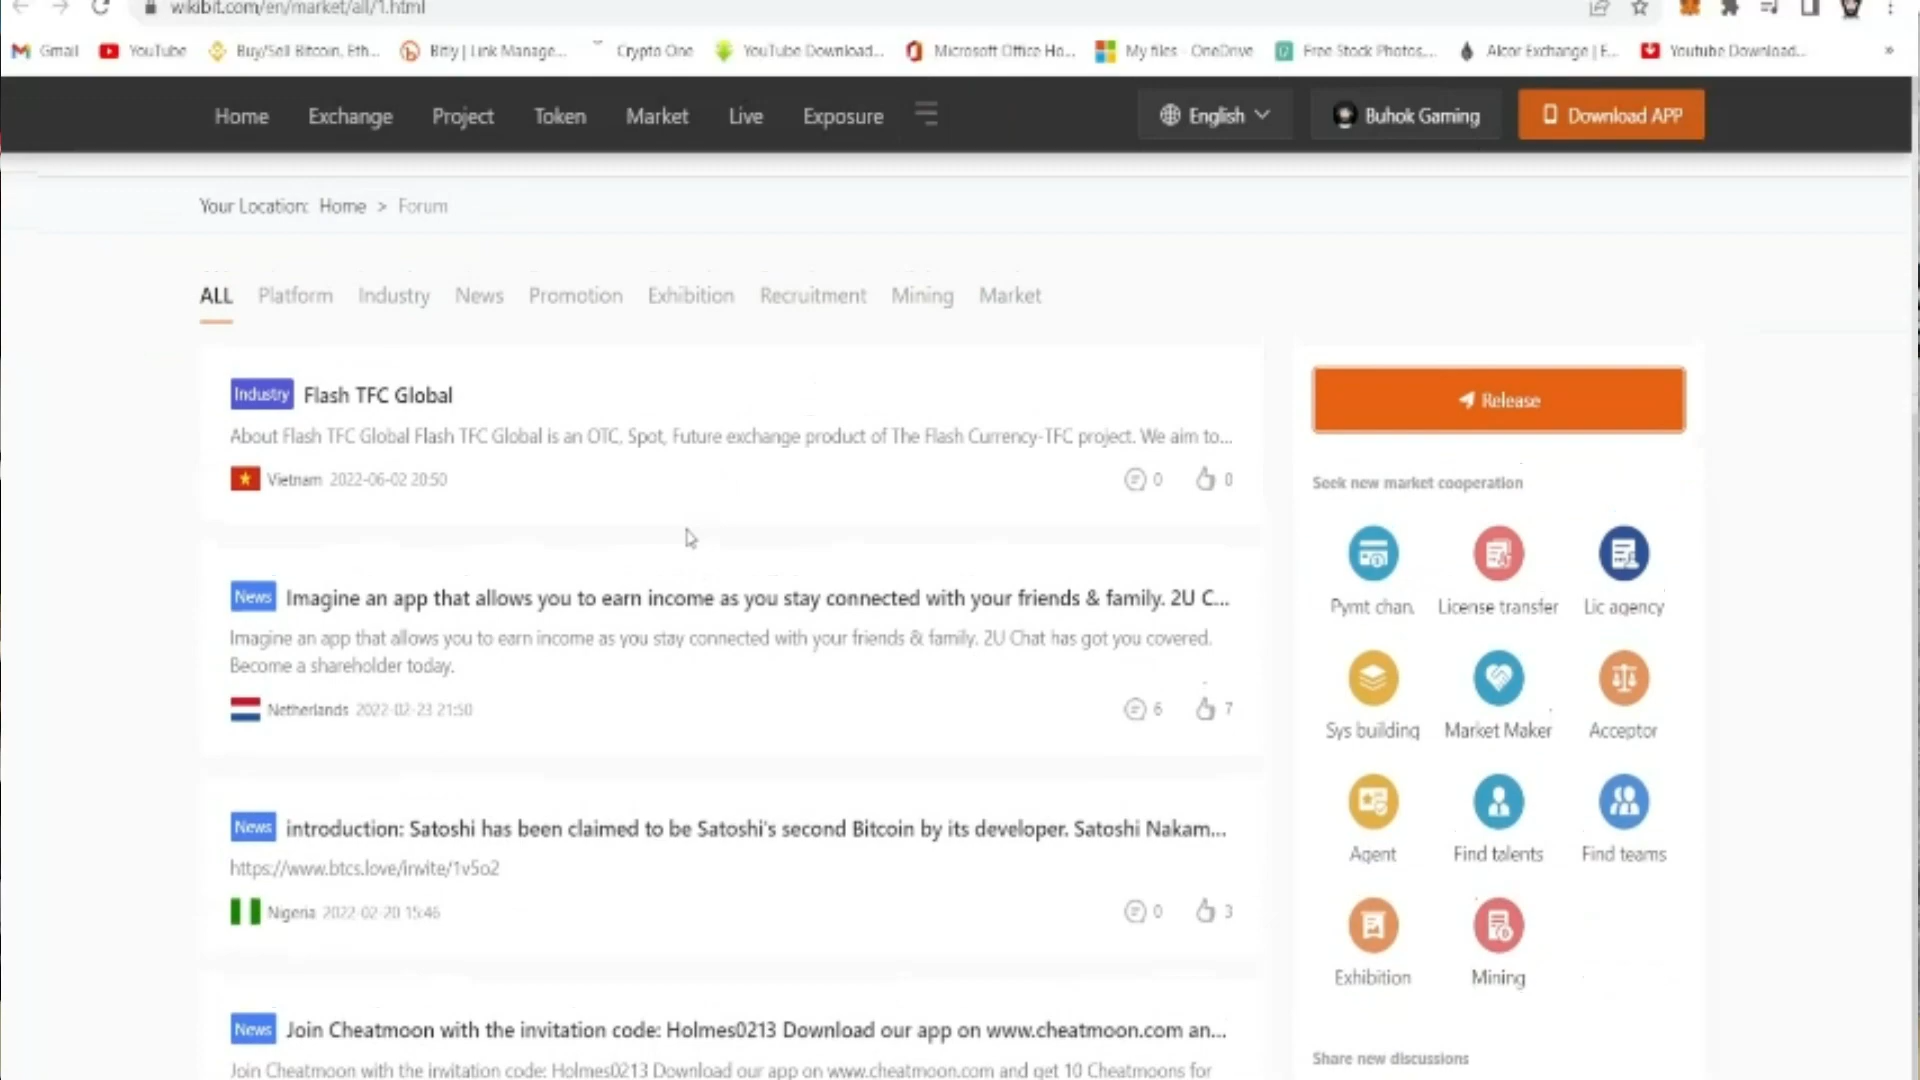 wikibit.com/en/market/all/1.html
Gmail YouTube Buy/Sell Bitcoin, Eth... Bitly | Link Manage... Crypto One YouTube Download... Microsoft Office Ho... My files - OneDrive Free Stock Photos... Alcor Exchange | E... Youtube Download... »
Home Exchange Project Token Market Live Exposure English Buhok Gaming Download APP
Your Location: Home > Forum
ALL Platform Industry News Promotion Exhibition Recruitment Mining Market
Industry Flash TFC Global
About Flash TFC Global Flash TFC Global is an OTC, Spot, Future exchange product of The Flash Currency-TFC project. We aim to...
Vietnam 2022-06-02 20:50 0 0
News Imagine an app that allows you to earn income as you stay connected with your friends & family. 2U C...
Imagine an app that allows you to earn income as you stay connected with your friends & family. 2U Chat has got you covered.
Become a shareholder today.
Netherlands 2022-02-23 21:50 6 7
News introduction: Satoshi has been claimed to be Satoshi's second Bitcoin by its developer. Satoshi Nakam...
https://www.btcs.love/invite/1v5o2
Nigeria 2022-02-20 15:46 0 3
News Join Cheatmoon with the invitation code: Holmes0213 Download our app on www.cheatmoon.com an...
Join Cheatmoon with the invitation code: Holmes0213 Download our app on www.cheatmoon.com and get 10 Cheatmoons for
Release
Seek new market cooperation
Pymt chan. License transfer Lic agency
Sys building Market Maker Acceptor
Agent Find talents Find teams
Exhibition Mining
Share new discussions